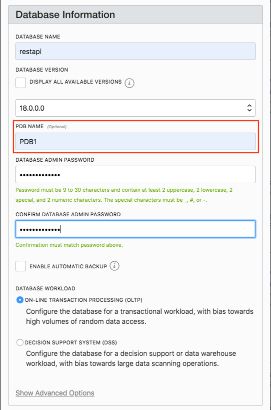 Database Information
DATABASE NAME
restapi
DATABASE VERSION
DISPLAY ALL AVAILABLE VERSIONS
18.0.0.0
PDB NAME (Optional)
PDB1
DATABASE ADMIN PASSWORD
•••••••••••••
Password must be 9 to 30 characters and contain at least 2 uppercase, 2 lowercase, 2
special, and 2 numeric characters. The special characters must be _, #, or -.
CONFIRM DATABASE ADMIN PASSWORD
•••••••••••••
Confirmation must match password above.
ENABLE AUTOMATIC BACKUP
DATABASE WORKLOAD
ON-LINE TRANSACTION PROCESSING (OLTP)
Configure the database for a transactional workload, with bias towards
high volumes of random data access.
DECISION SUPPORT SYSTEM (DSS)
Configure the database for a decision support or data warehouse
workload, with bias towards large data scanning operations.
Show Advanced Options